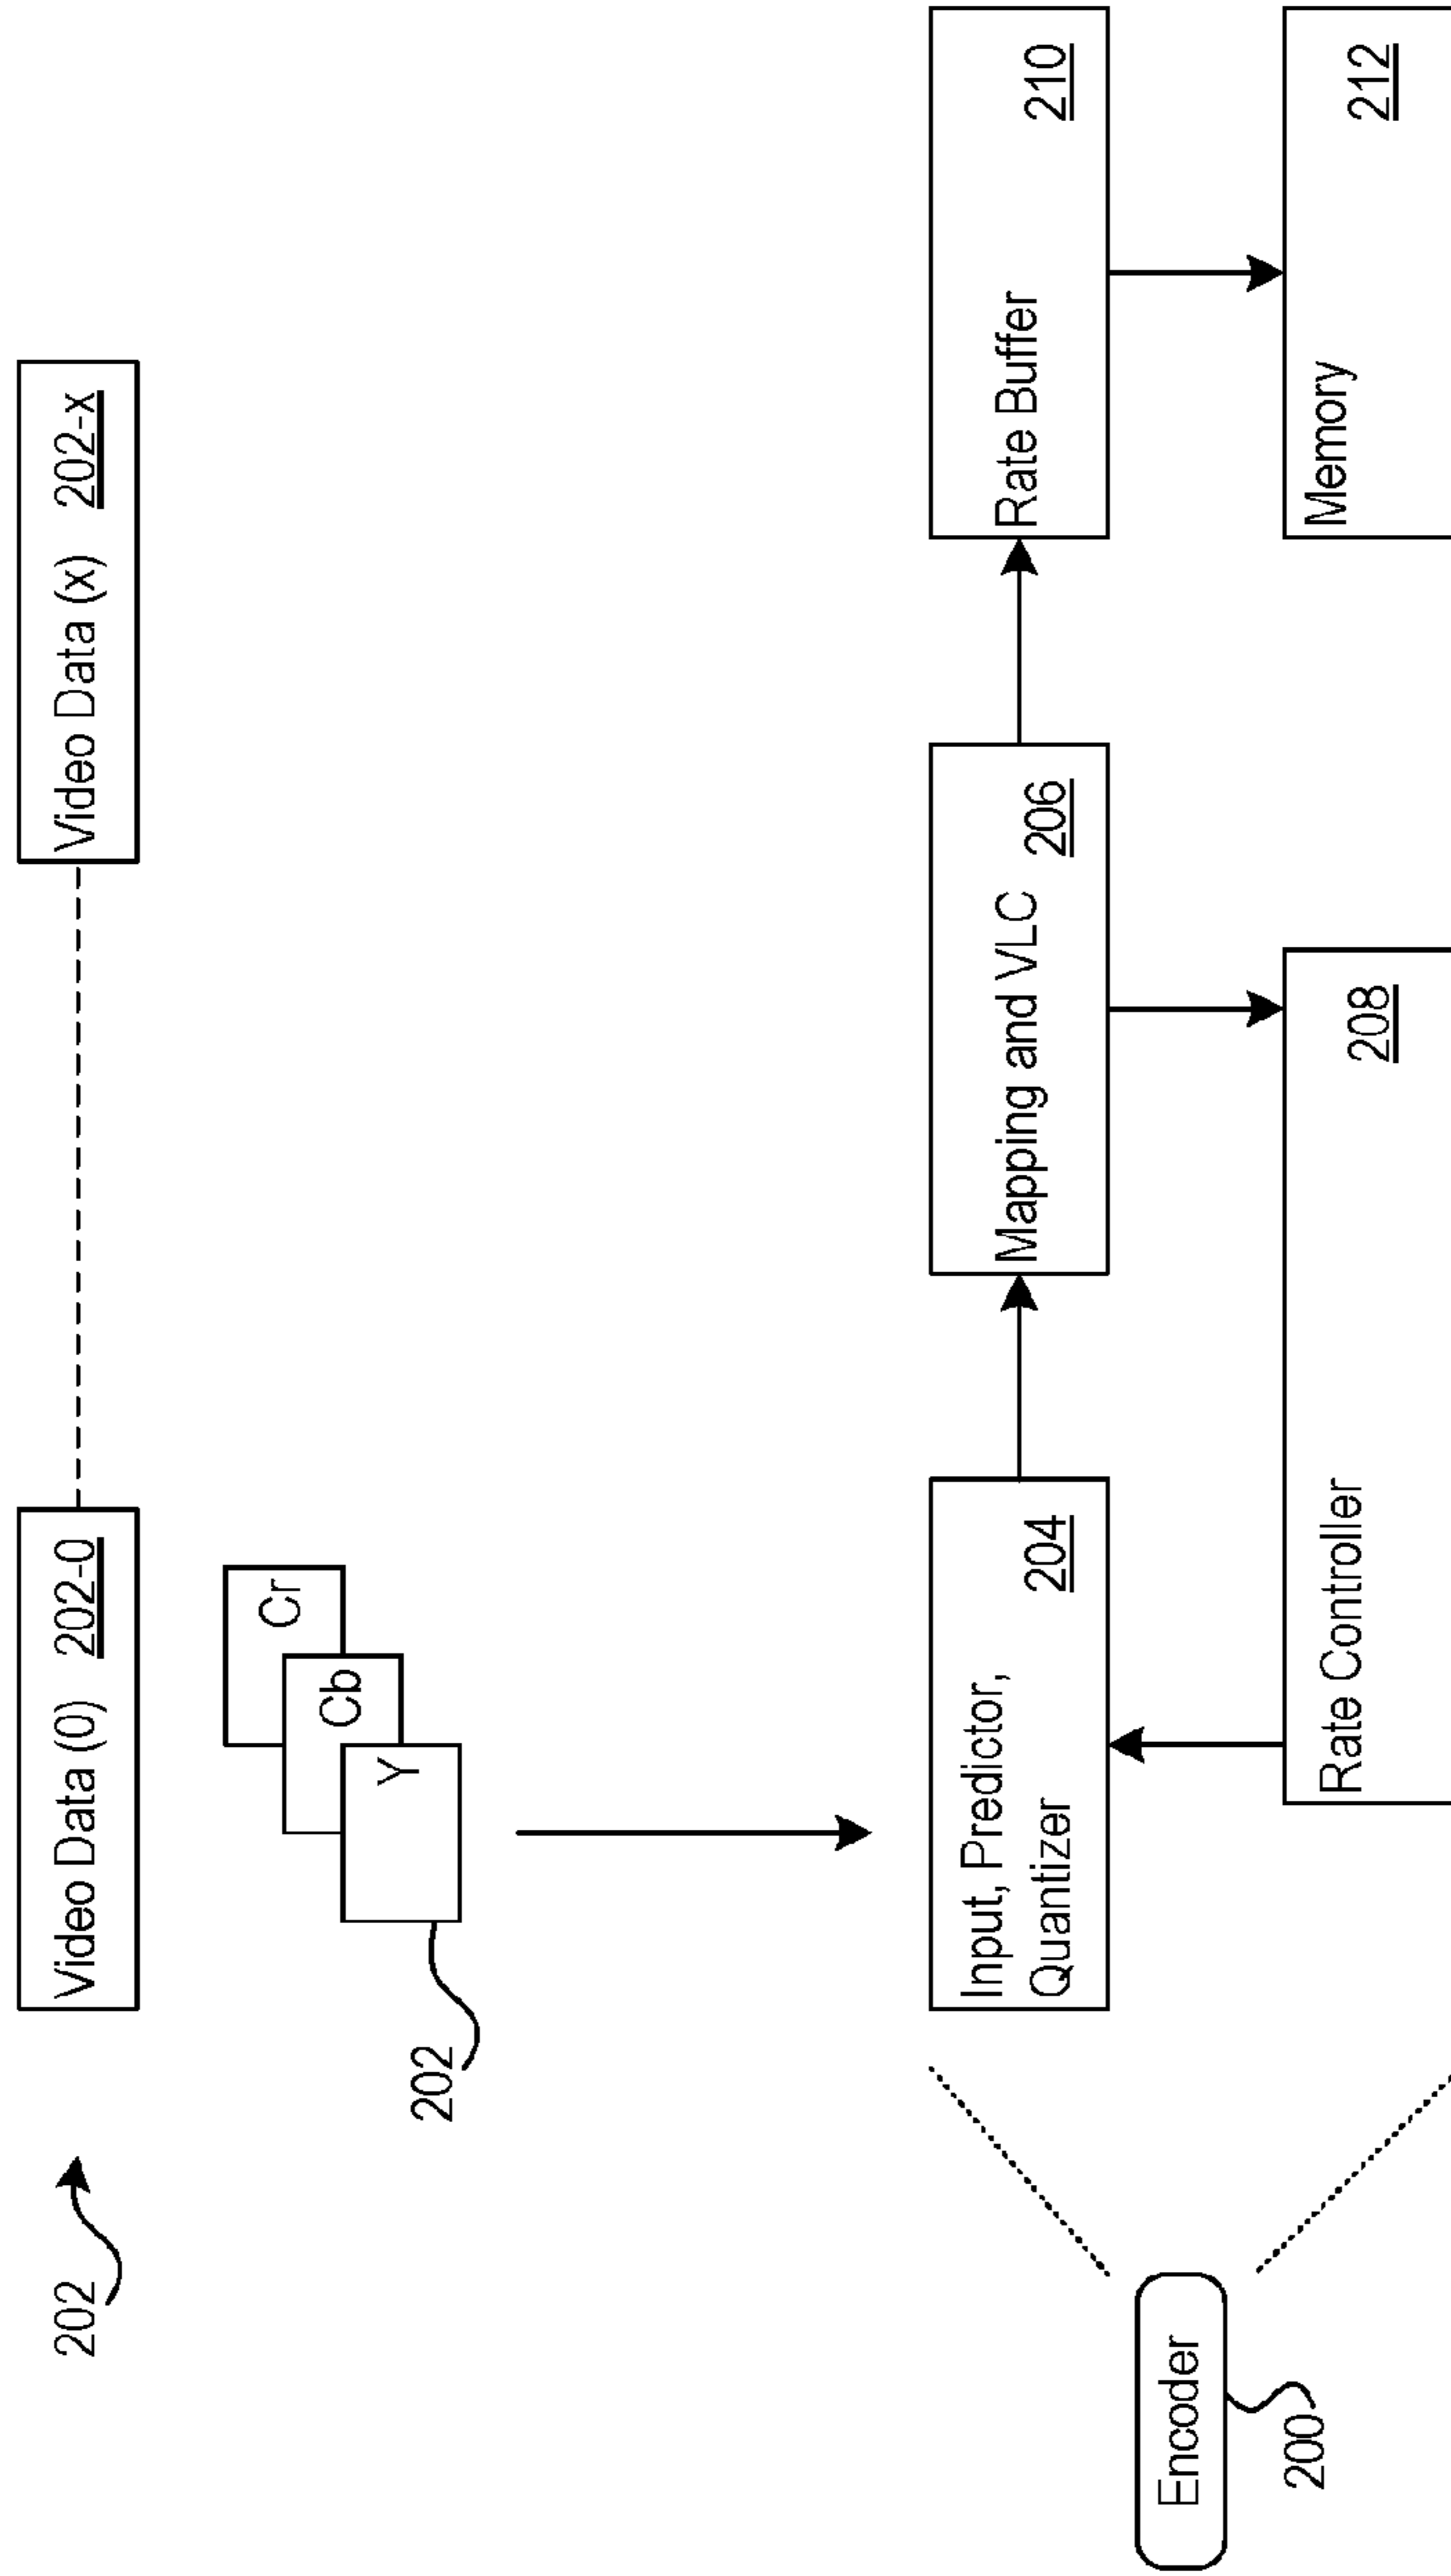 202
Video Data (0) 202-0
Video Data (x) 202-x
Cr
Cb
Y
202
Input, Predictor,
Quantizer
204
Mapping and VLC 206
Rate Buffer
210
Encoder
200
Rate Controller
208
Memory
212